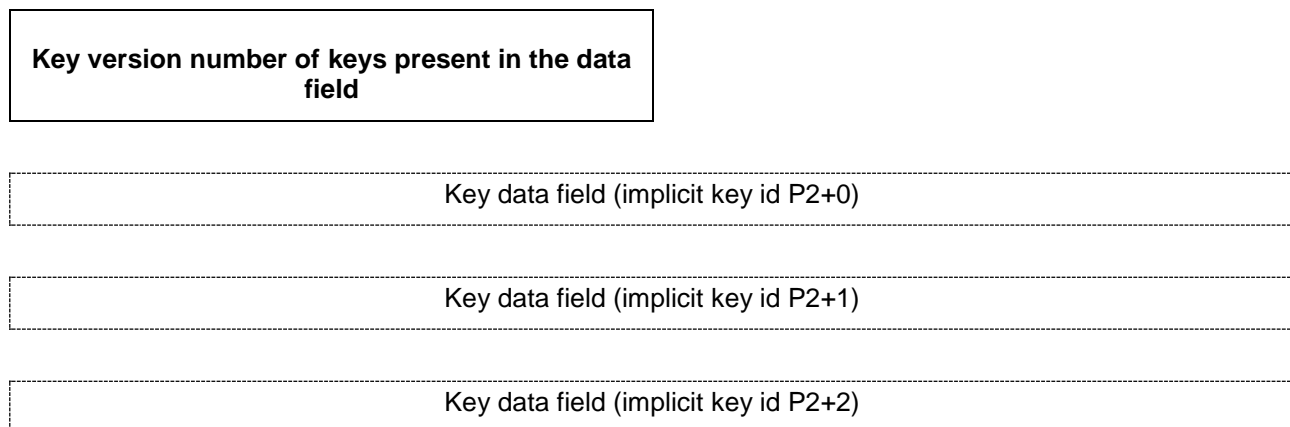 Key version number of keys present in the data
field
Key data field (implicit key id P2+0)
Key data field (implicit key id P2+1)
Key data field (implicit key id P2+2)